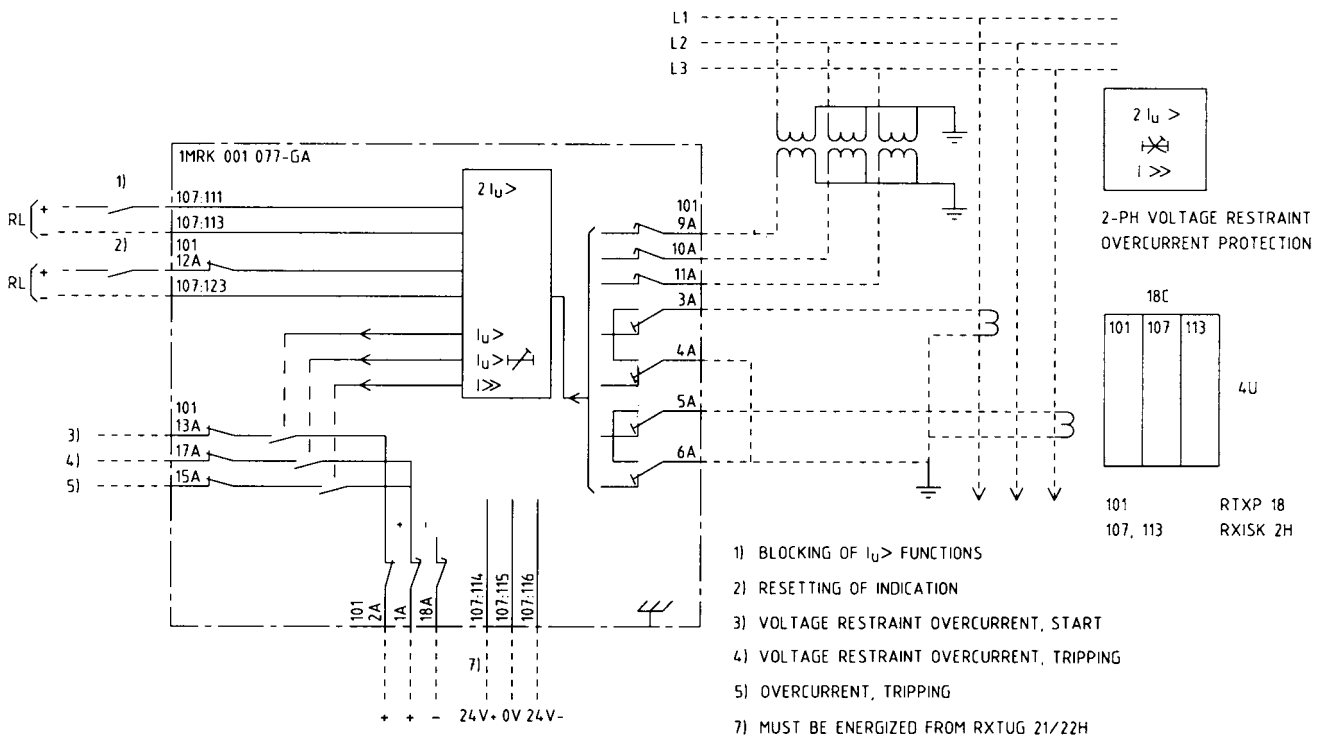 L1
L2
L3
1MRK 001 077-GA
1)
RL
+
-
107:111
107:113
2)
101
12A
RL
+
-
107:123
2 Iu>
Iu>
Iu>
I>>
101
9A
10A
11A
3A
4A
5A
6A
101
13A
3)
17A
4)
15A
5)
+
-
101
2A
1A
18A
107:114
107:115
107:116
7)
+ + - 24V+ 0V 24V-
2 Iu >
I >>
2-PH VOLTAGE RESTRAINT
OVERCURRENT PROTECTION
18C
101 107 113
4U
101 RTXP 18
107, 113 RXISK 2H
1) BLOCKING OF Iu> FUNCTIONS
2) RESETTING OF INDICATION
3) VOLTAGE RESTRAINT OVERCURRENT, START
4) VOLTAGE RESTRAINT OVERCURRENT, TRIPPING
5) OVERCURRENT, TRIPPING
7) MUST BE ENERGIZED FROM RXTUG 21/22H